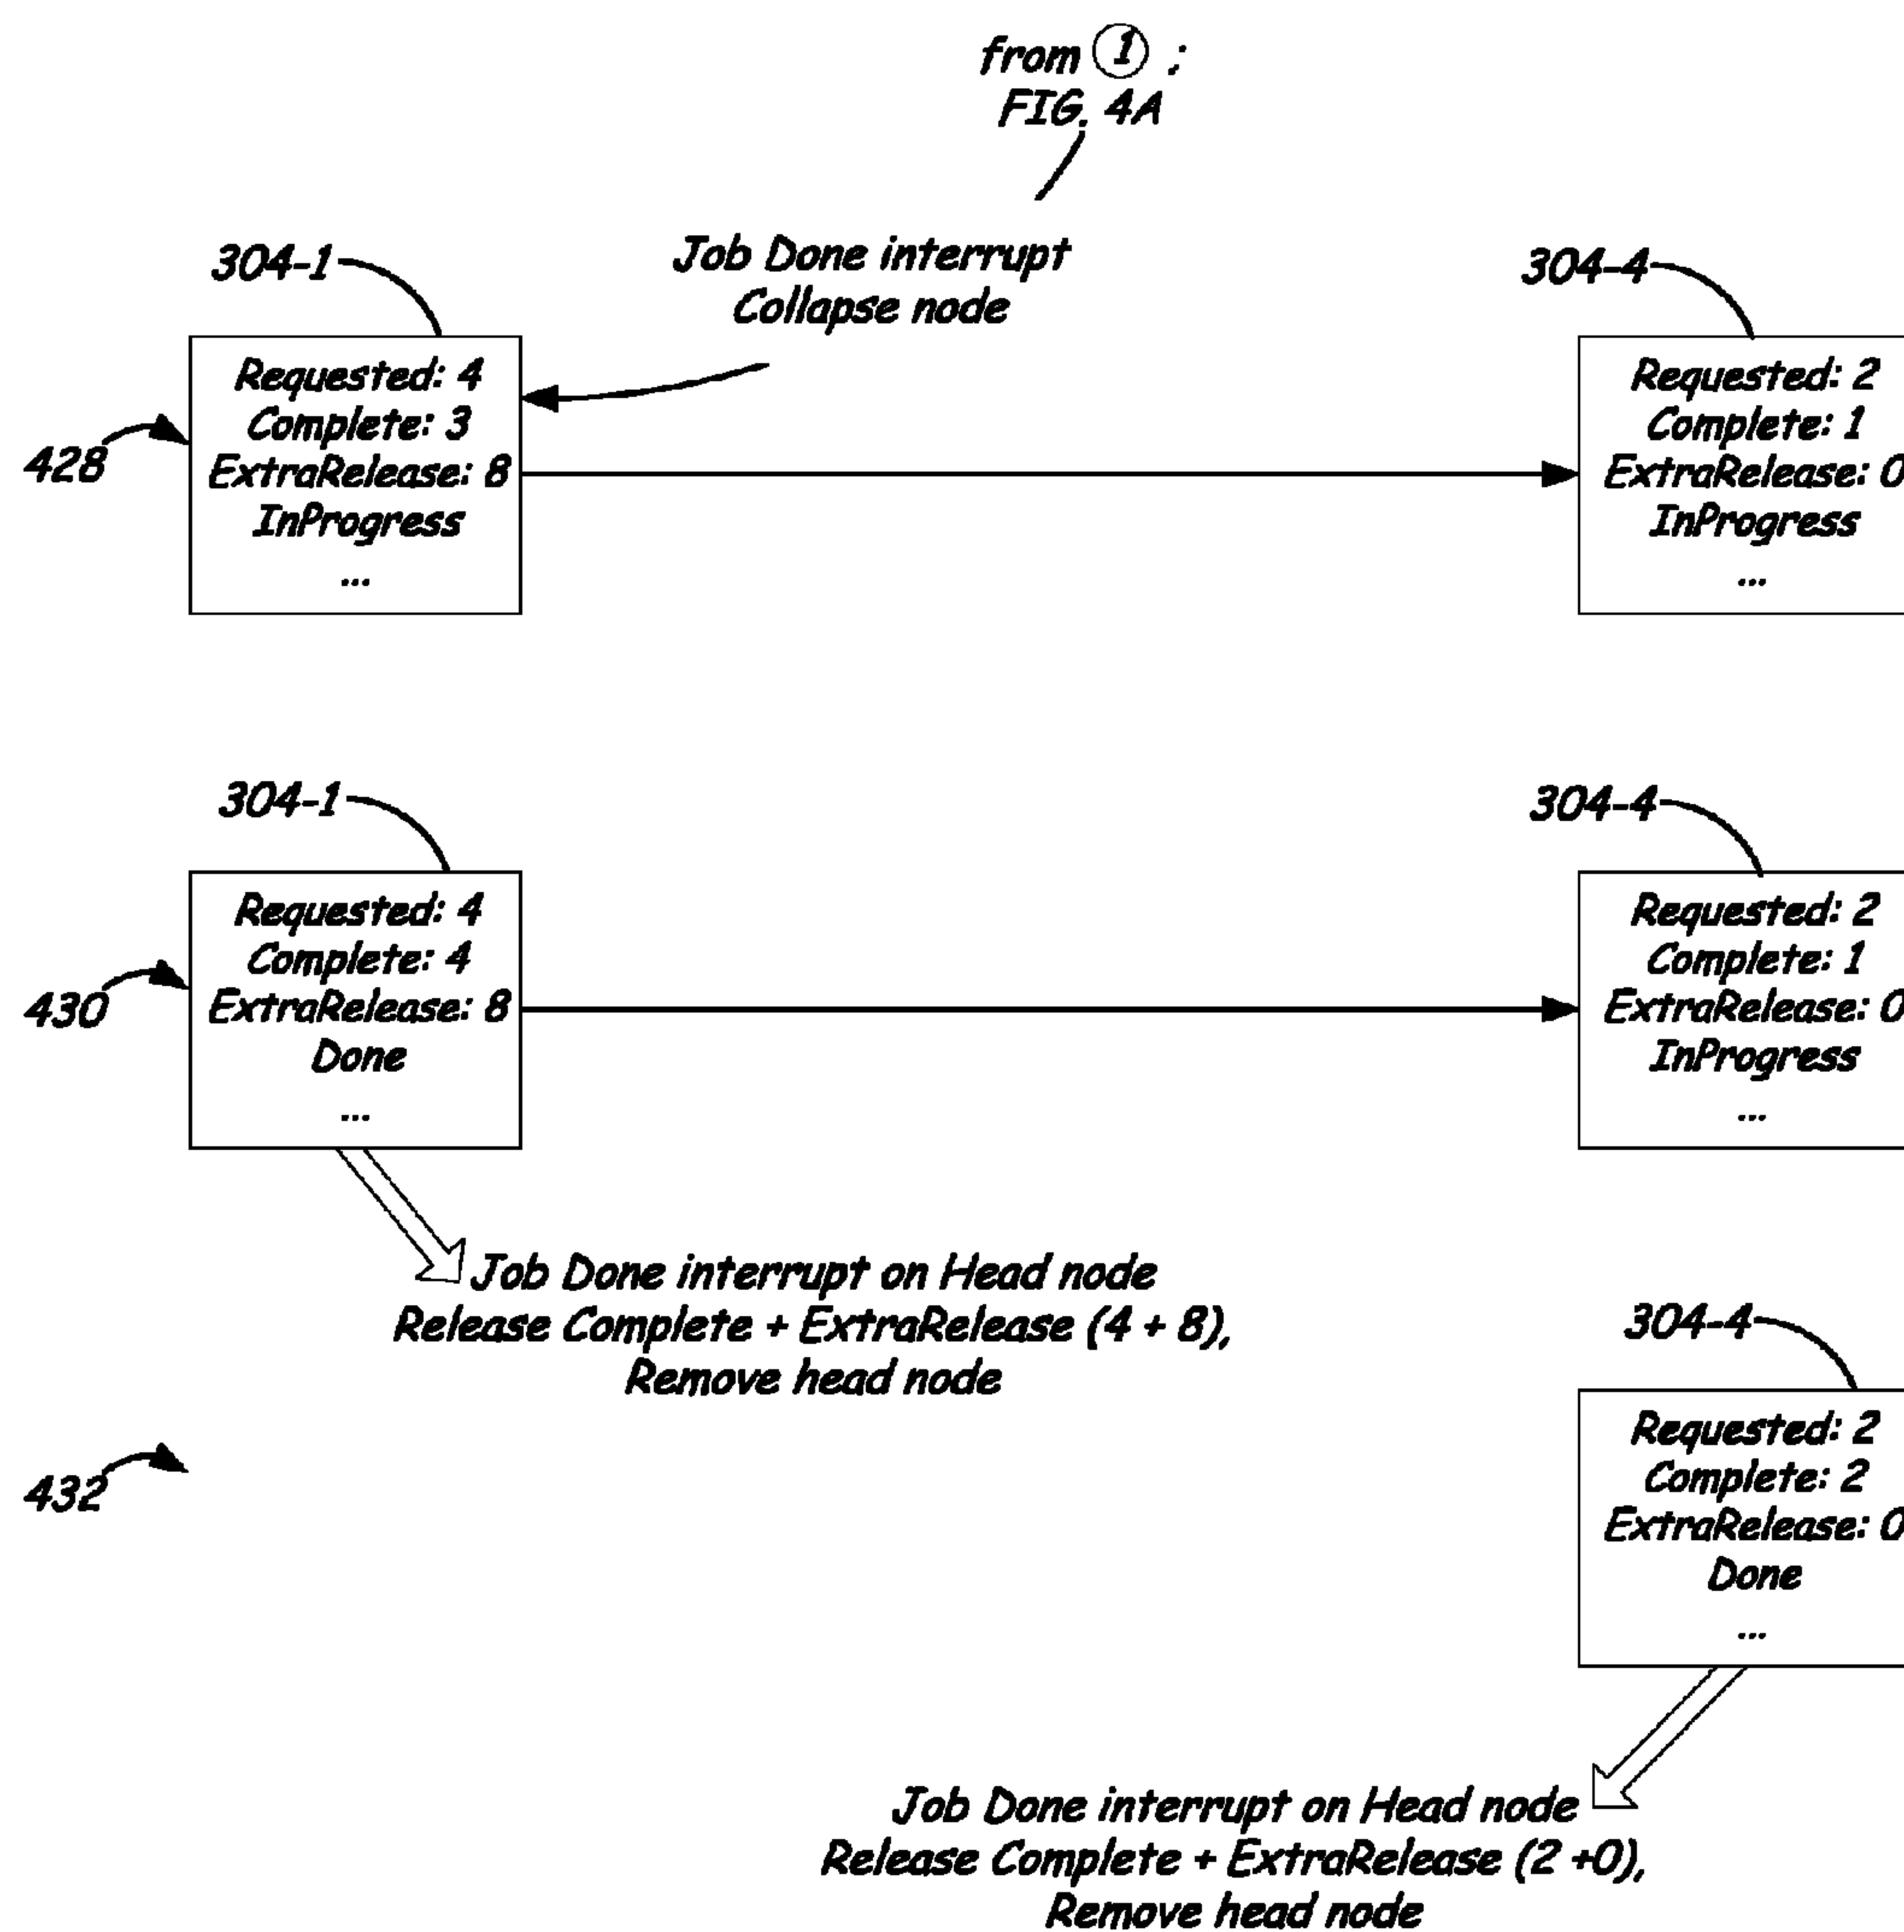 from 1 :
FIG. 4A
304-1
Job Done interrupt
Collapse node
304-4
428
Requested: 4
Complete: 3
ExtraRelease: 8
InProgress
...
Requested: 2
Complete: 1
ExtraRelease: 0
InProgress
...
304-1
304-4
430
Requested: 4
Complete: 4
ExtraRelease: 8
Done
...
Requested: 2
Complete: 1
ExtraRelease: 0
InProgress
...
Job Done interrupt on Head node
Release Complete + ExtraRelease (4 + 8),
Remove head node
304-4
432
Requested: 2
Complete: 2
ExtraRelease: 0
Done
...
Job Done interrupt on Head node
Release Complete + ExtraRelease (2 +0),
Remove head node